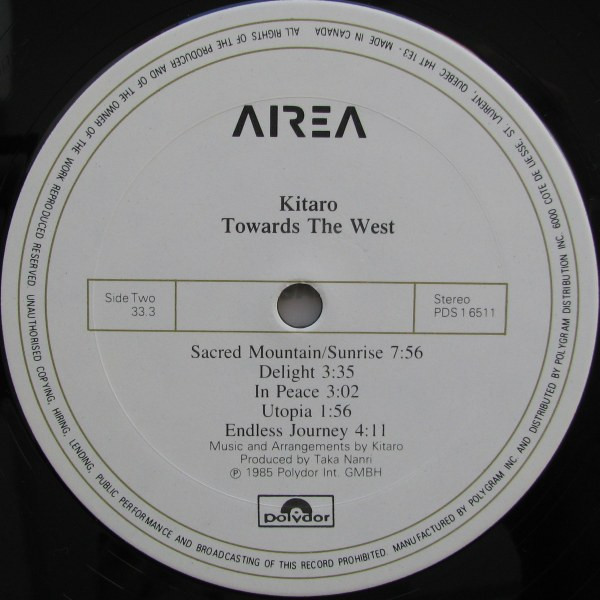 AIREA
Kitaro
Towards The West
Side Two
33.3
Stereo
PDS 1 6511
Sacred Mountain/Sunrise 7:56
Delight 3:35
In Peace 3:02
Utopia 1:56
Endless Journey 4:11
Music and Arrangements by Kitaro
Produced by Taka Nanri
℗ 1985 Polydor Int. GMBH
polydor
ALL RIGHTS OF THE PRODUCER AND OF THE OWNER OF THE WORK REPRODUCED RESERVED. UNAUTHORISED COPYING, HIRING, LENDING, PUBLIC PERFORMANCE AND BROADCASTING OF THIS RECORD PROHIBITED. MANUFACTURED BY POLYGRAM INC. AND DISTRIBUTED BY POLYGRAM DISTRIBUTION INC. 6000 COTE DE LIESSE, ST. LAURENT, QUEBEC H4T 1E3. MADE IN CANADA